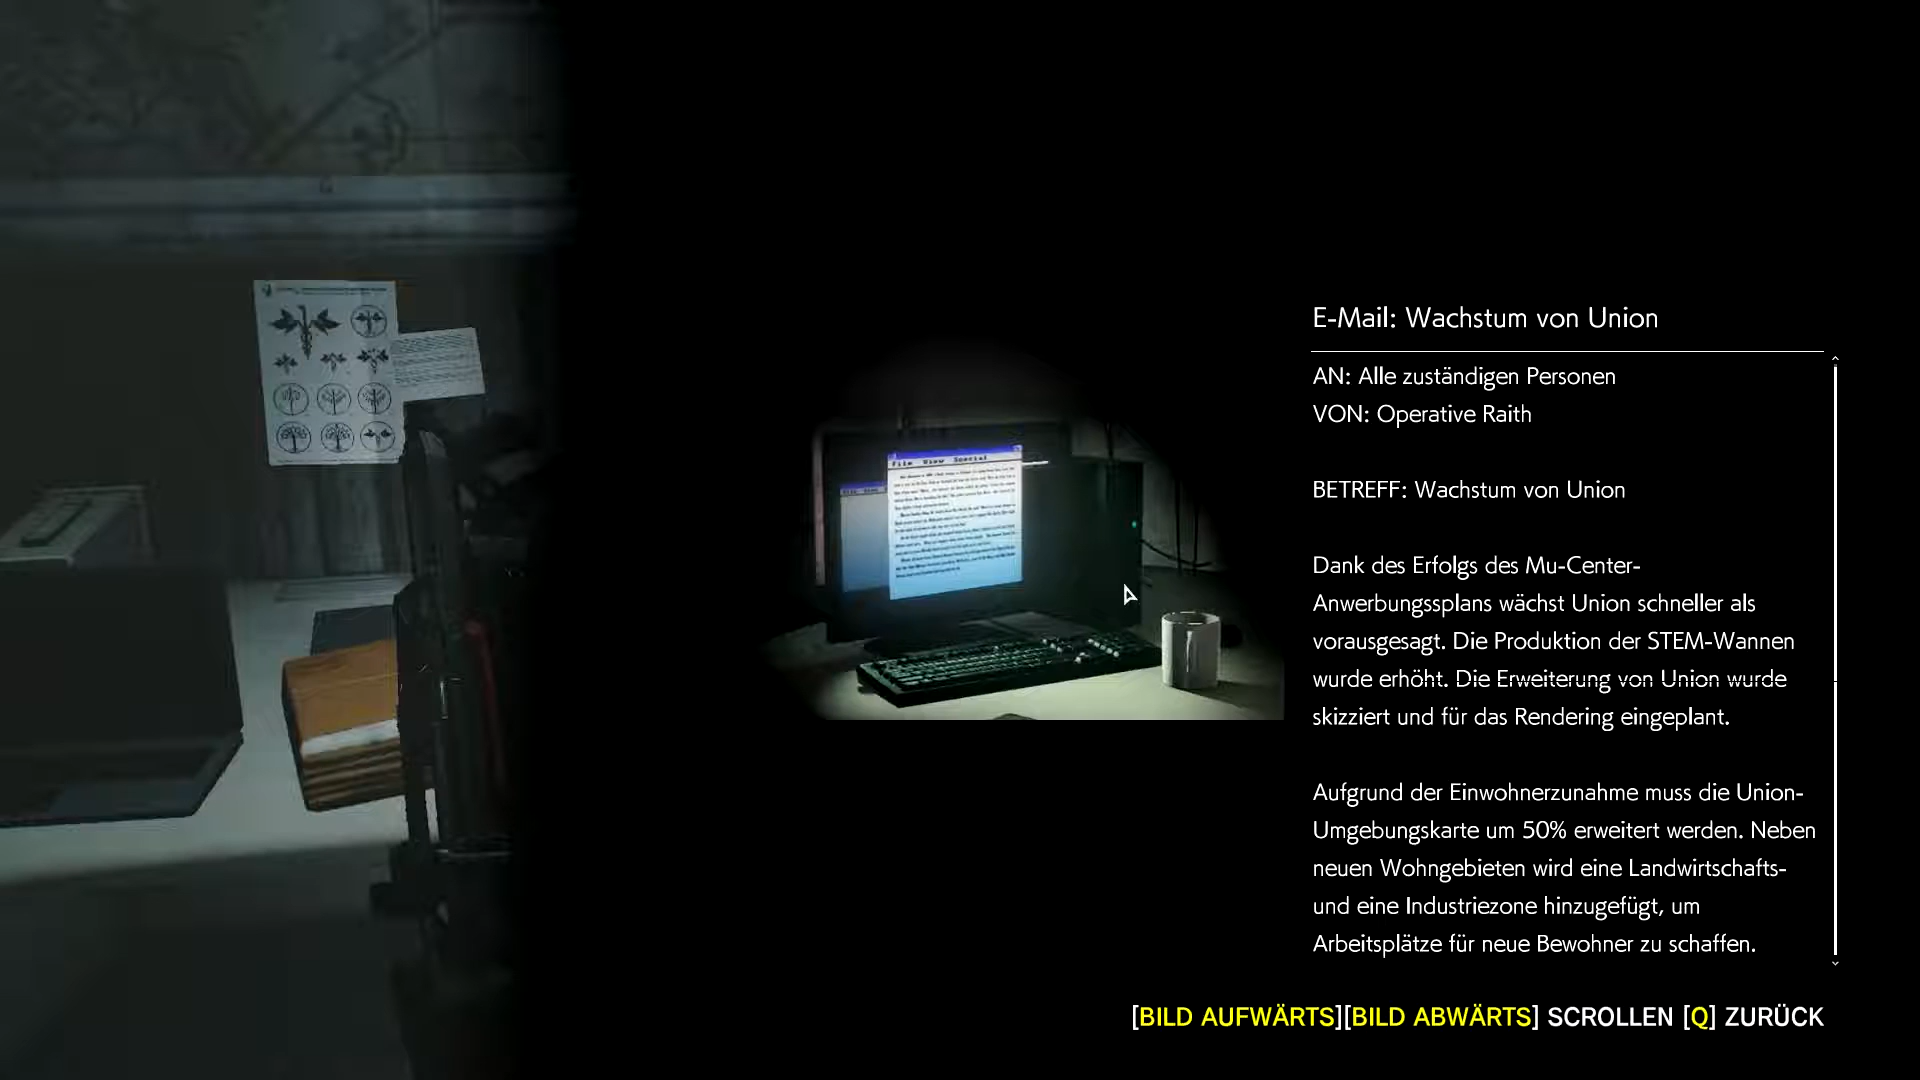 File View Special
E-Mail: Wachstum von Union
AN: Alle zuständigen Personen
VON: Operative Raith
BETREFF: Wachstum von Union
Dank des Erfolgs des Mu-Center-
Anwerbungssplans wächst Union schneller als
vorausgesagt. Die Produktion der STEM-Wannen
wurde erhöht. Die Erweiterung von Union wurde
skizziert und für das Rendering eingeplant.
Aufgrund der Einwohnerzunahme muss die Union-
Umgebungskarte um 50% erweitert werden. Neben
neuen Wohngebieten wird eine Landwirtschafts-
und eine Industriezone hinzugefügt, um
Arbeitsplätze für neue Bewohner zu schaffen.
[BILD AUFWÄRTS][BILD ABWÄRTS] SCROLLEN [Q] ZURÜCK